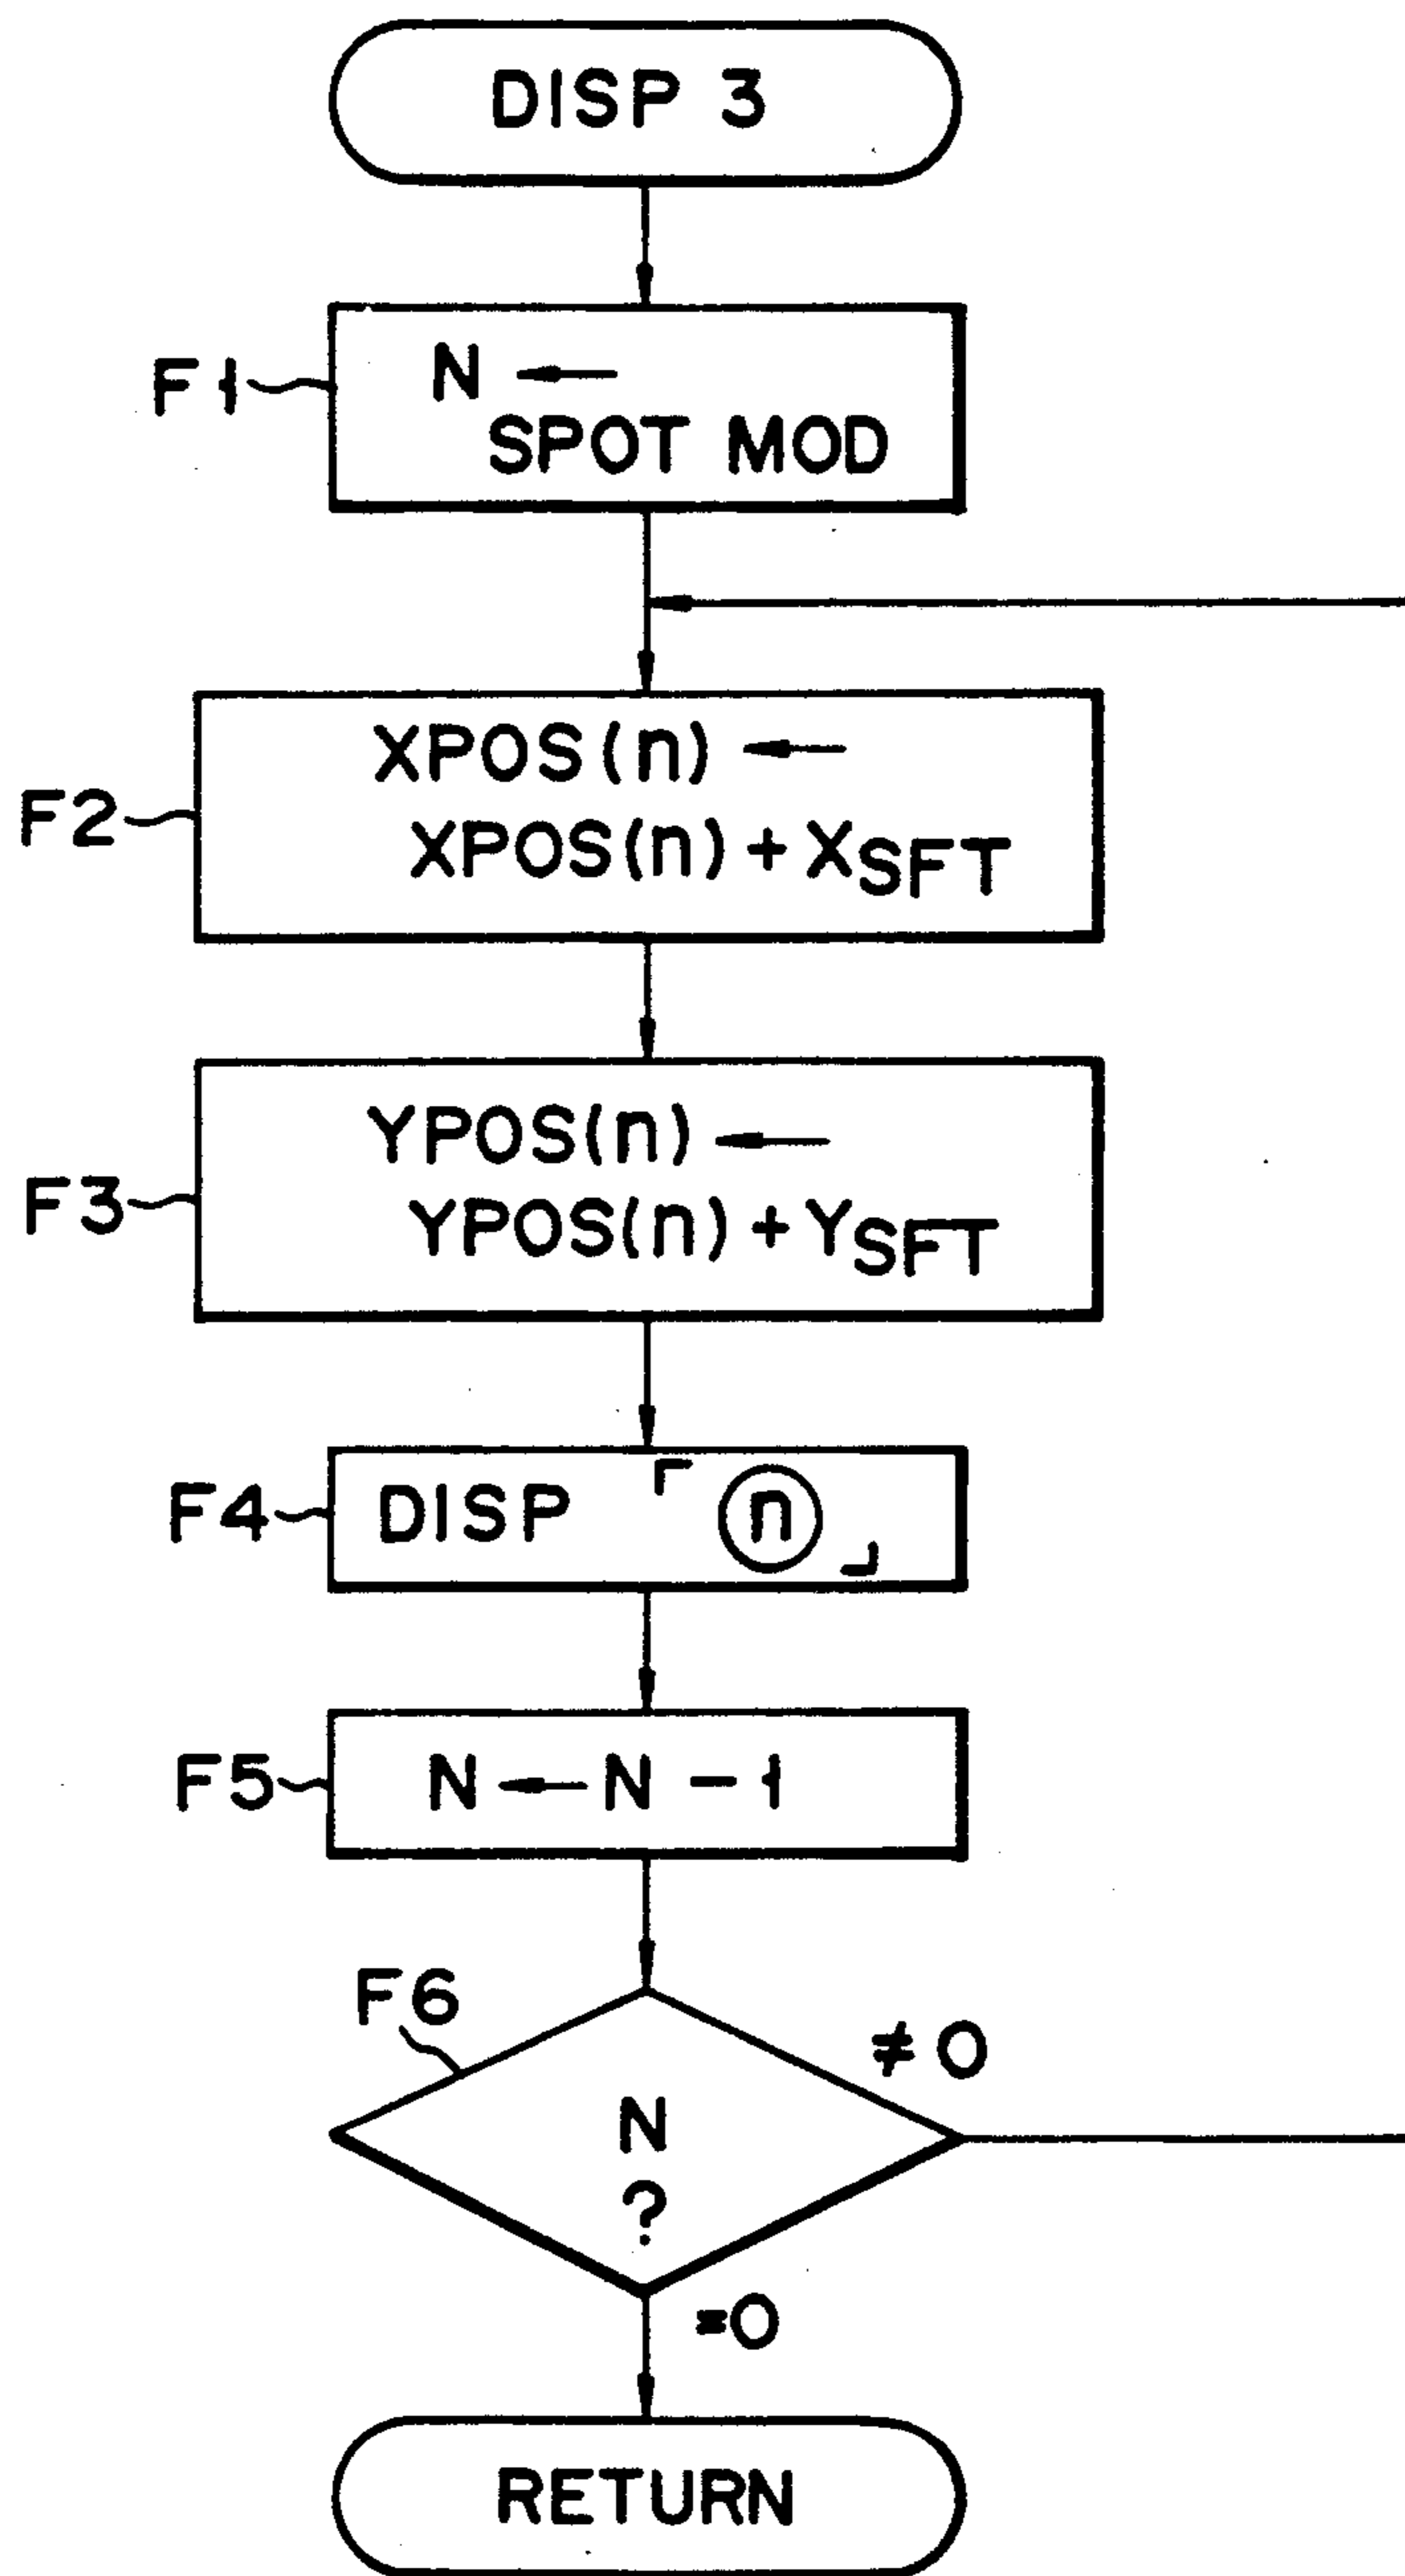 DISP 3
F1
N ←
SPOT MOD
F2
XPOS(n) ←
XPOS(n) + XSFT
F3
YPOS(n) ←
YPOS(n) + YSFT
F4
DISP 「ⓝ」
F5
N ← N - 1
F6
N
?
≠ 0
=0
RETURN